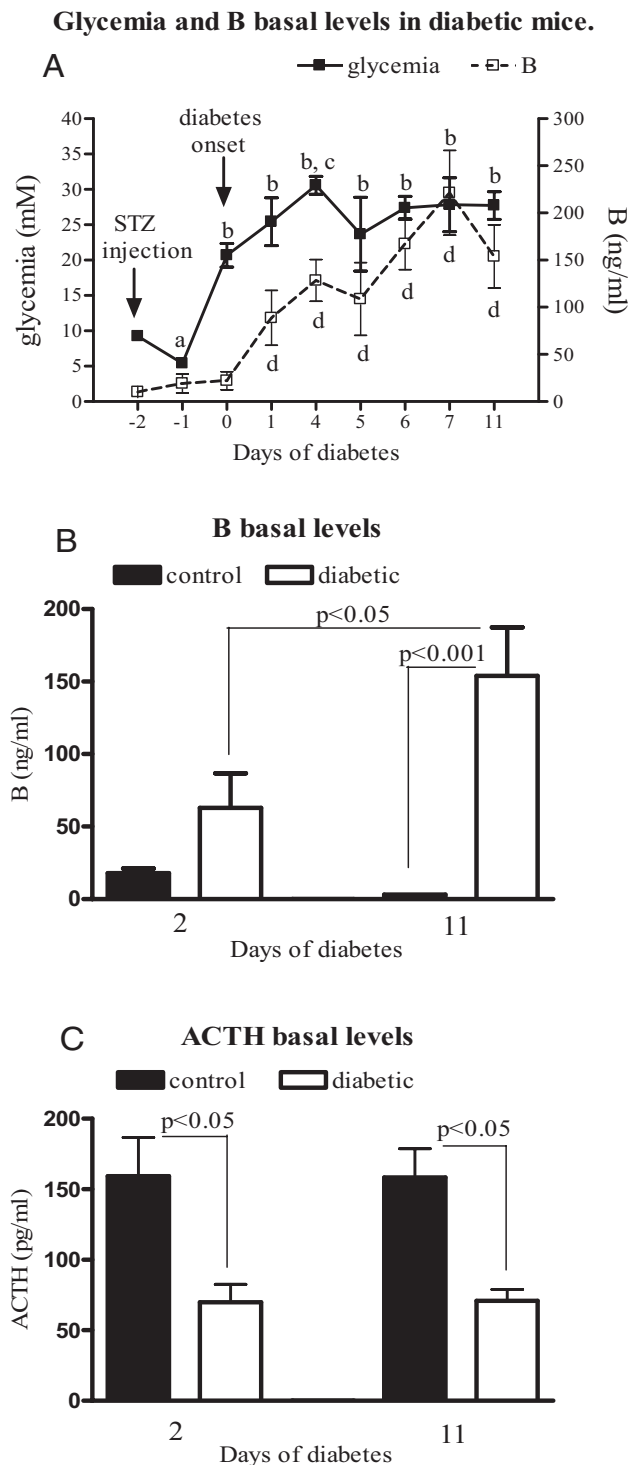 Glycemia and B basal levels in diabetic mice.
A
glycemia
B
diabetes
onset
STZ
injection
glycemia (mM)
40
35
30
25
20
15
10
5
0
B (ng/ml)
300
250
200
150
100
50
0
a
b
b
b, c
b
b
b
b
d
d
d
d
d
d
-2 -1 0 1 4 5 6 7 11
Days of diabetes
B
B basal levels
control
diabetic
B (ng/ml)
200
150
100
50
0
p<0.05
p<0.001
2 11
Days of diabetes
C
ACTH basal levels
control
diabetic
ACTH (pg/ml)
200
150
100
50
0
p<0.05
p<0.05
2 11
Days of diabetes